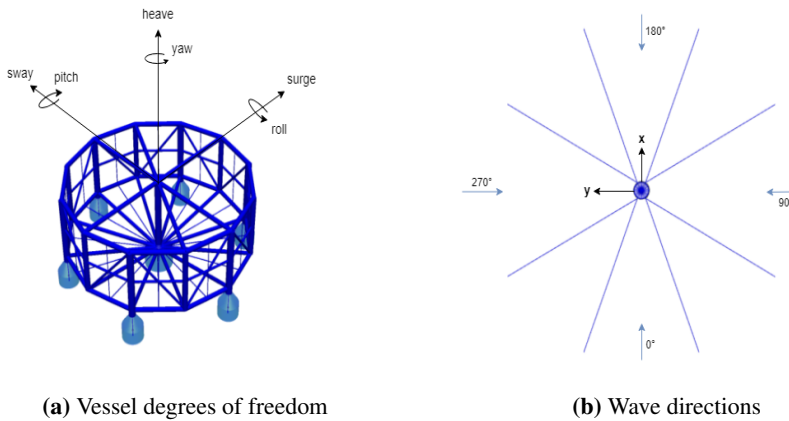 heave
yaw
sway
pitch
surge
roll
180°
x
270°
y
90
0°
(a) Vessel degrees of freedom
(b) Wave directions